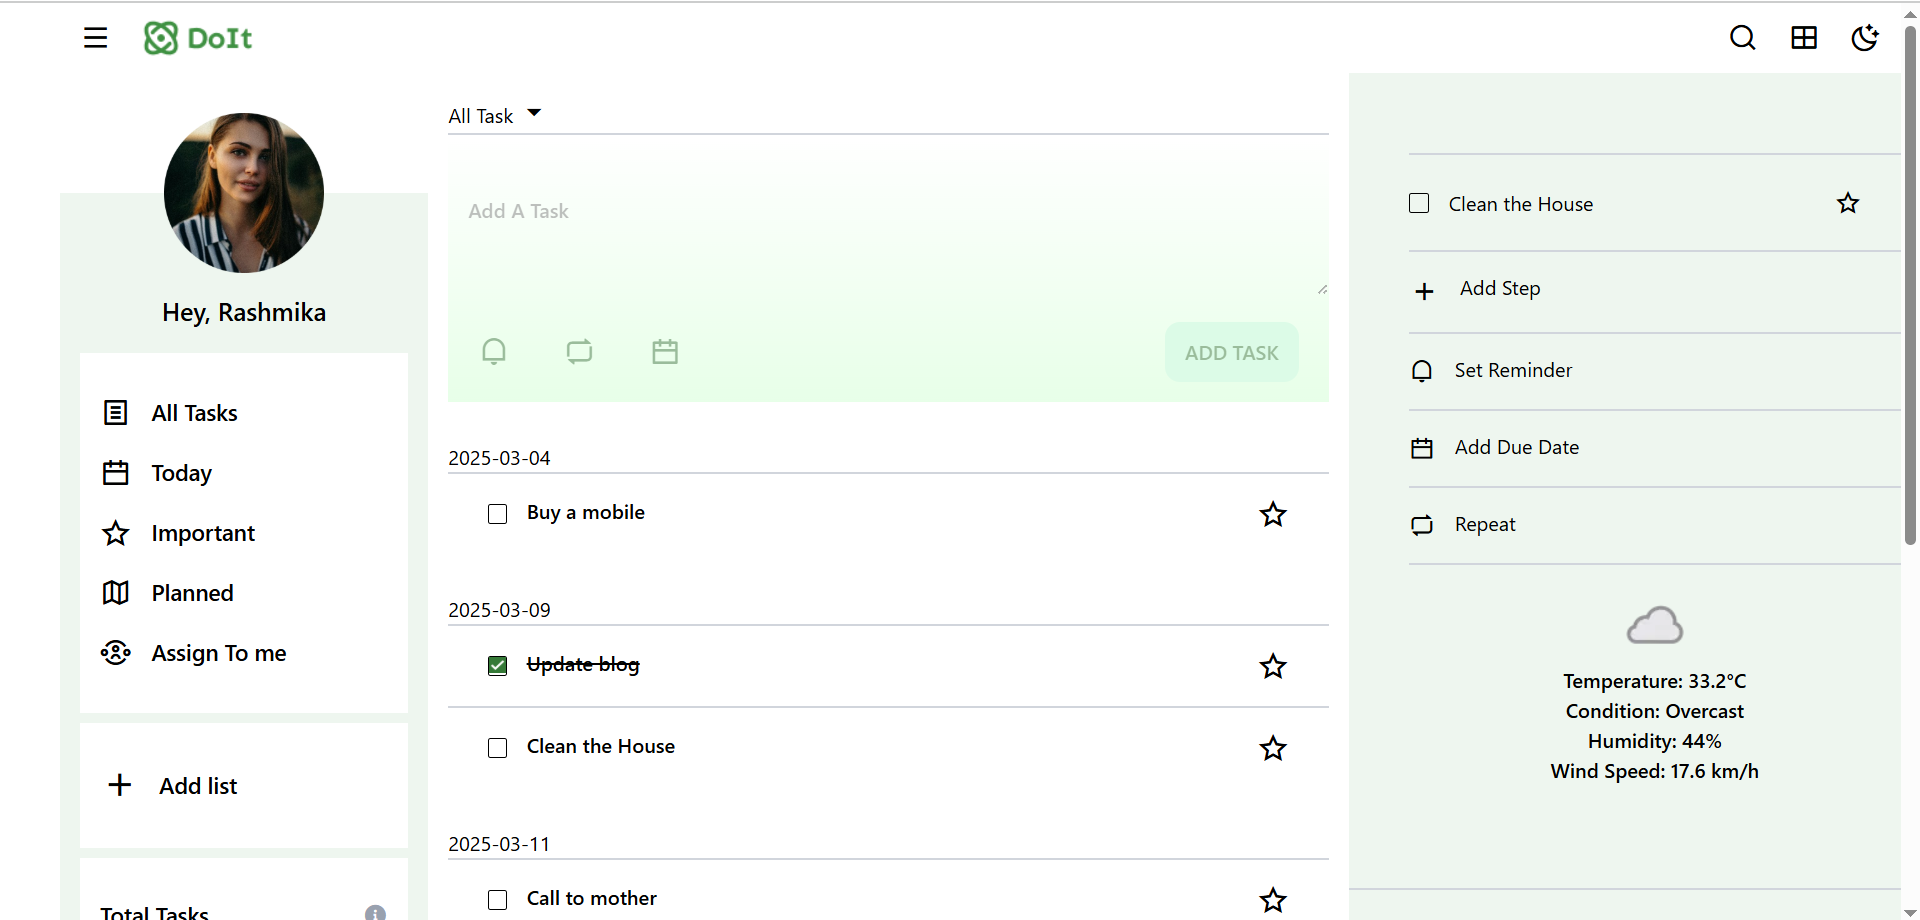 DoIt
Hey, Rashmika
All Tasks
Today
Important
Planned
Assign To me
Add list
Total Tasks
All Task
Add A Task
ADD TASK
2025-03-04
Buy a mobile
2025-03-09
Update blog
Clean the House
2025-03-11
Call to mother
Clean the House
Add Step
Set Reminder
Add Due Date
Repeat
Temperature: 33.2°C
Condition: Overcast
Humidity: 44%
Wind Speed: 17.6 km/h